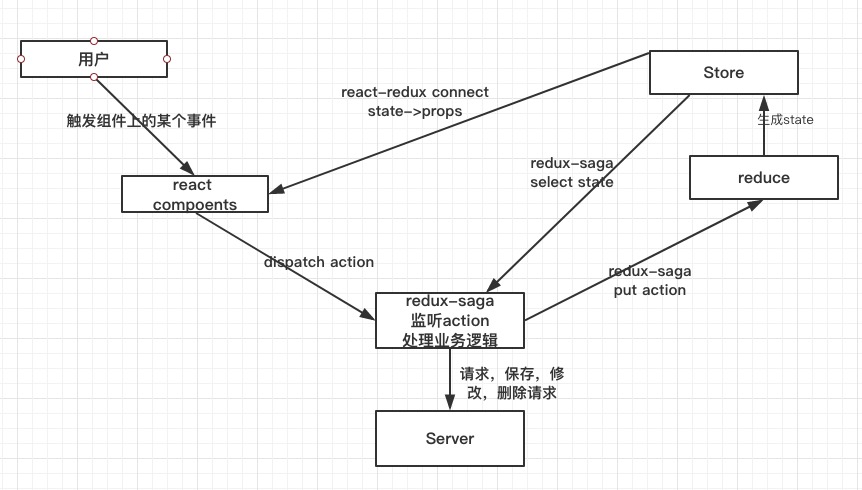 用户
触发组件上的某个事件
react
compoents
react-redux connect
state->props
Store
生成state
reduce
redux-saga
select state
dispatch action
redux-saga
put action
redux-saga
监听action
处理业务逻辑
请求，保存，修
改，删除请求
Server